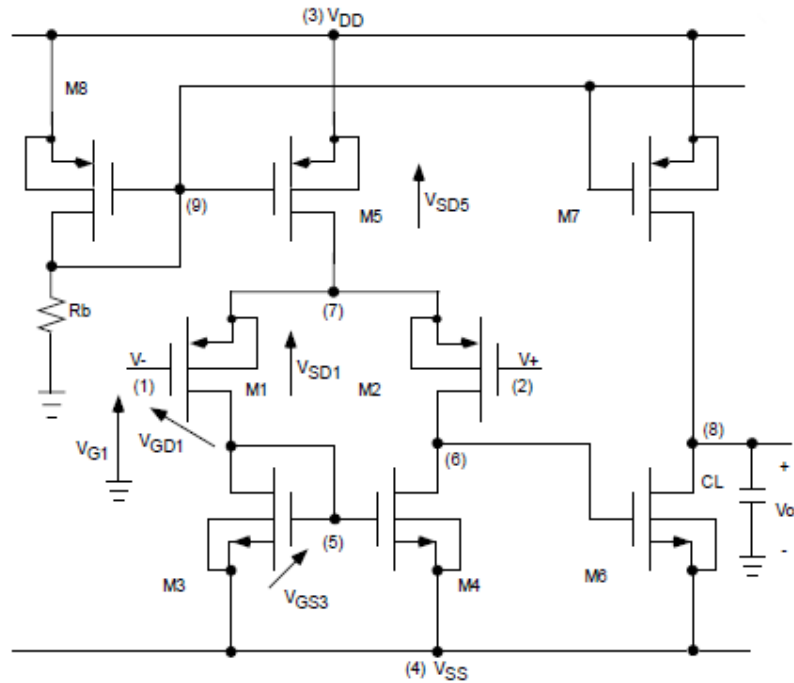 (3) VDD
M8
(9)
M5
VSD5
M7
Rb
(7)
V-
(1)
M1
VSD1
M2
V+
(2)
VG1
VGD1
(6)
(8)
+
CL
Vo
-
(5)
M3
VGS3
M4
M6
(4) VSS